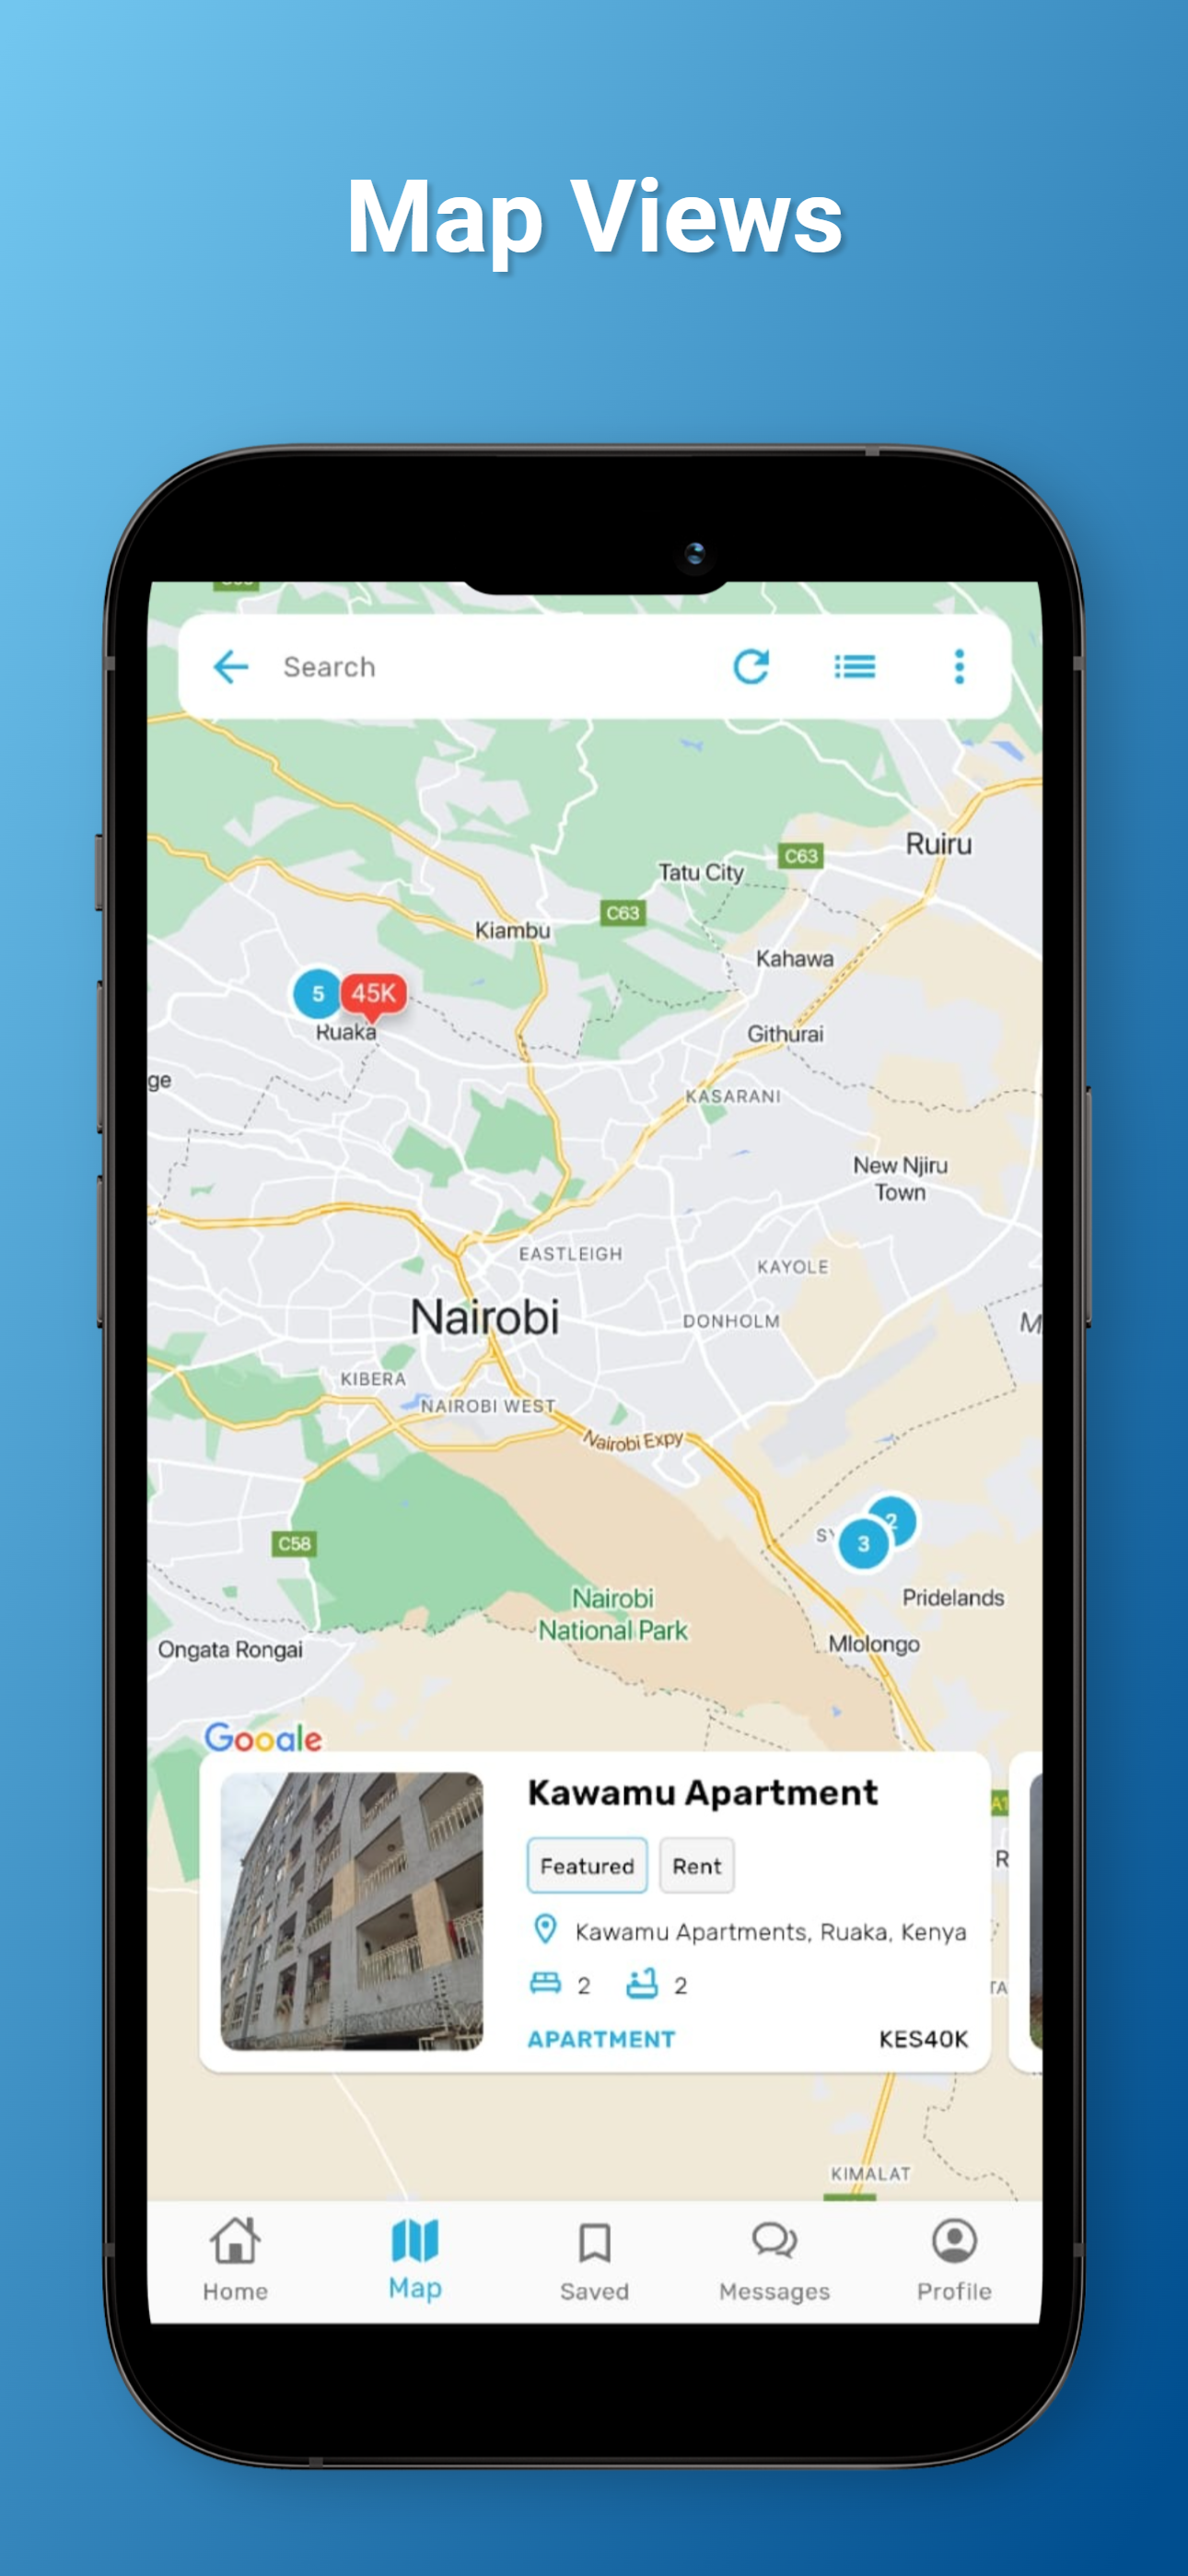 Map Views
Search
Ruiru
C63
Tatu City
C63
Kiambu
Kahawa
5
45K
Ruaka
Githurai
ge
KASARANI
New Njiru
Town
EASTLEIGH
KAYOLE
Nairobi
DONHOLM
M
KIBERA
NAIROBI WEST
Nairobi Expy
2
SY
3
C58
Pridelands
Nairobi
National Park
Mlolongo
Ongata Rongai
Google
Kawamu Apartment
A1
Featured
Rent
R
Kawamu Apartments, Ruaka, Kenya
2
2
TA
APARTMENT
KES40K
KIMALAT
Home
Map
Saved
Messages
Profile